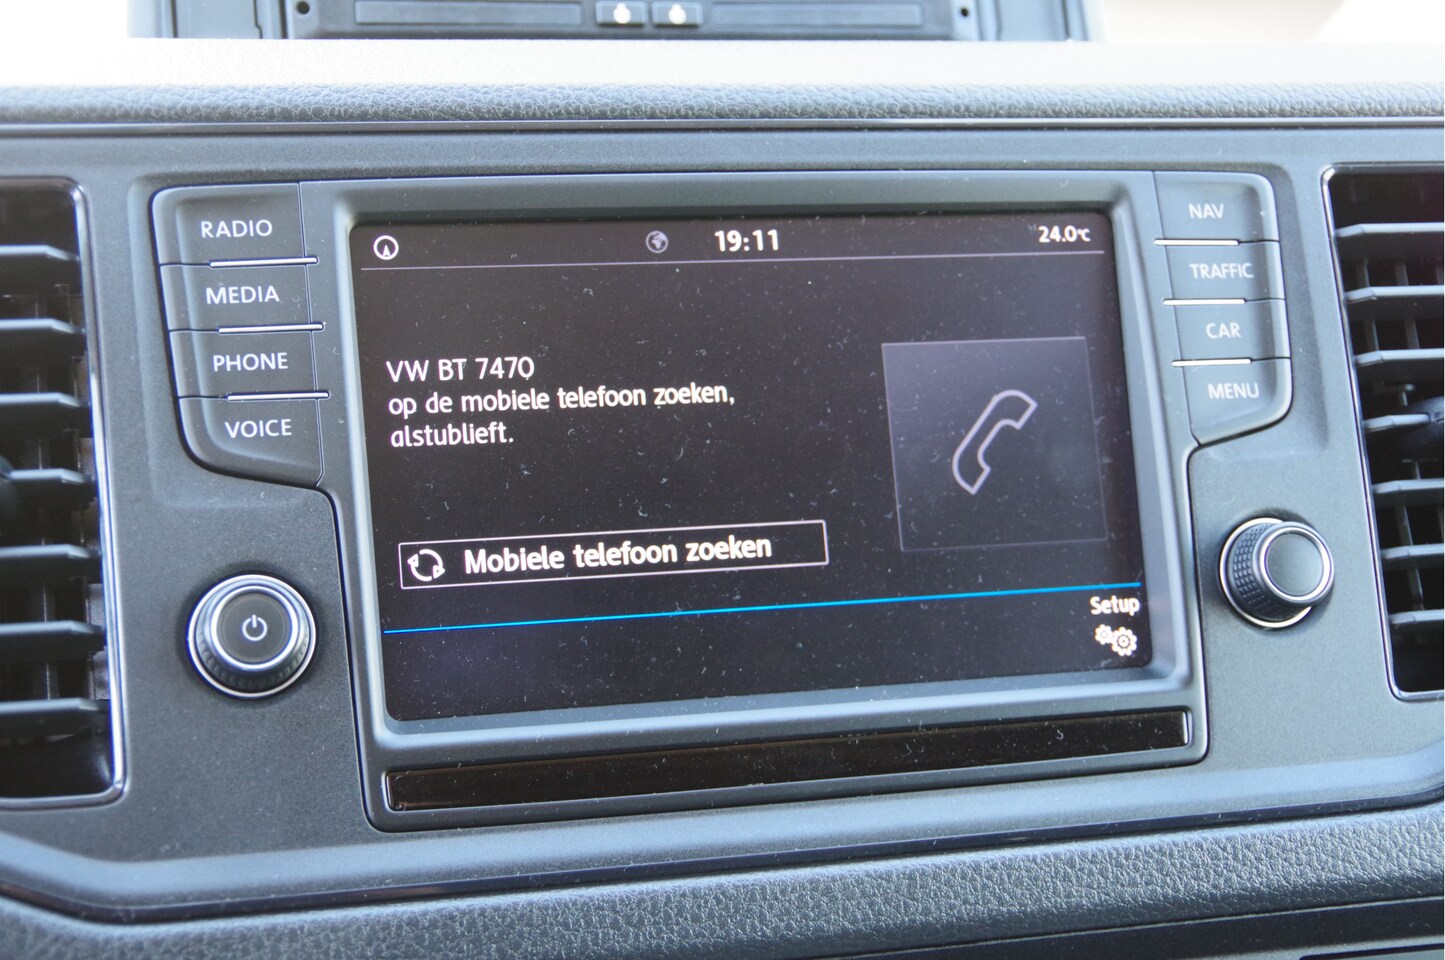 RADIO
MEDIA
PHONE
VOICE
19:11
24.0°C
VW BT 7470
op de mobiele telefoon zoeken,
alstublieft.
Mobiele telefoon zoeken
Setup
NAV
TRAFFIC
CAR
MENU